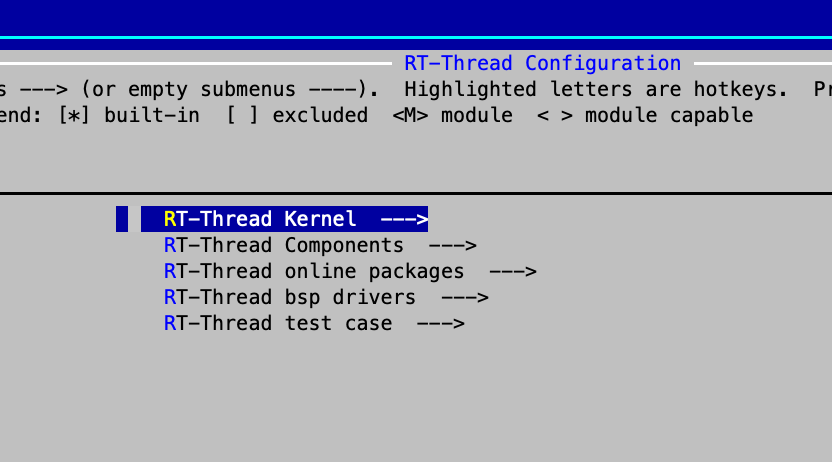 RT-Thread Configuration
s ---> (or empty submenus ----).  Highlighted letters are hotkeys.  Pr
end: [*] built-in  [ ] excluded  <M> module  < > module capable
RT-Thread Kernel  --->
RT-Thread Components  --->
RT-Thread online packages  --->
RT-Thread bsp drivers  --->
RT-Thread test case  --->